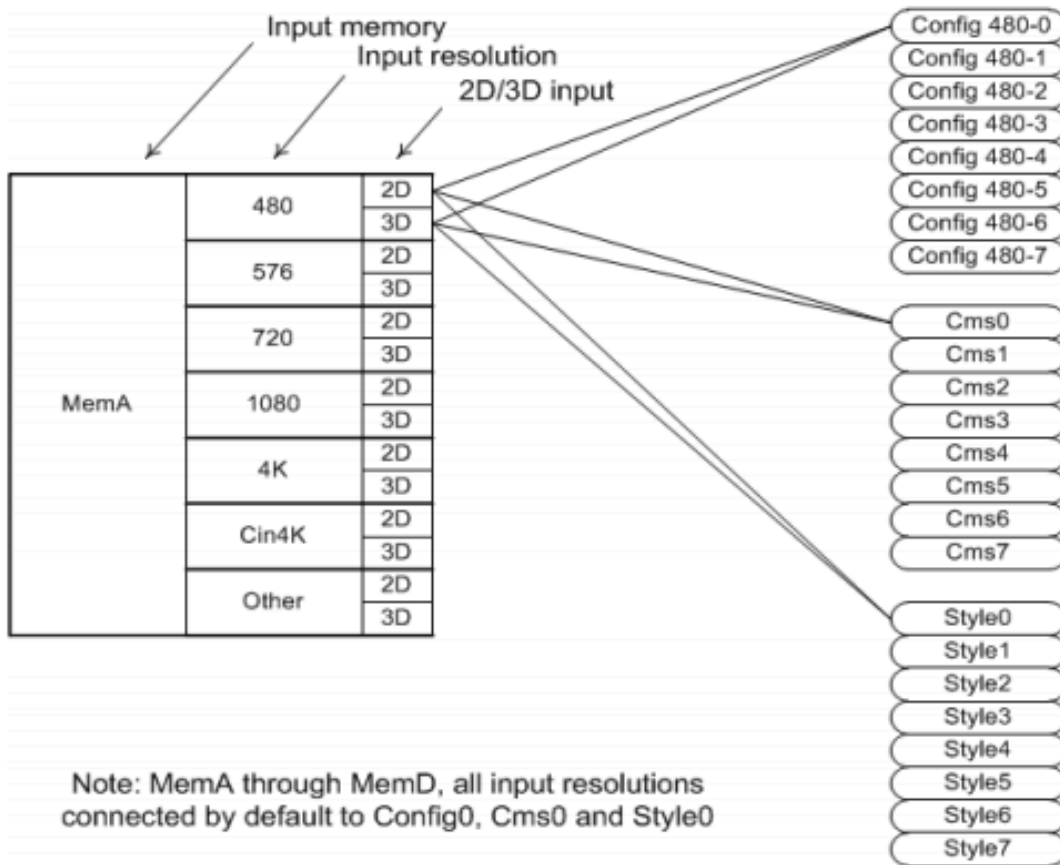 Input memory
Input resolution
2D/3D input
MemA
480
2D
3D
576
2D
3D
720
2D
3D
1080
2D
3D
4K
2D
3D
Cin4K
2D
3D
Other
2D
3D
Config 480-0
Config 480-1
Config 480-2
Config 480-3
Config 480-4
Config 480-5
Config 480-6
Config 480-7
Cms0
Cms1
Cms2
Cms3
Cms4
Cms5
Cms6
Cms7
Style0
Style1
Style2
Style3
Style4
Style5
Style6
Style7
Note: MemA through MemD, all input resolutions
connected by default to Config0, Cms0 and Style0